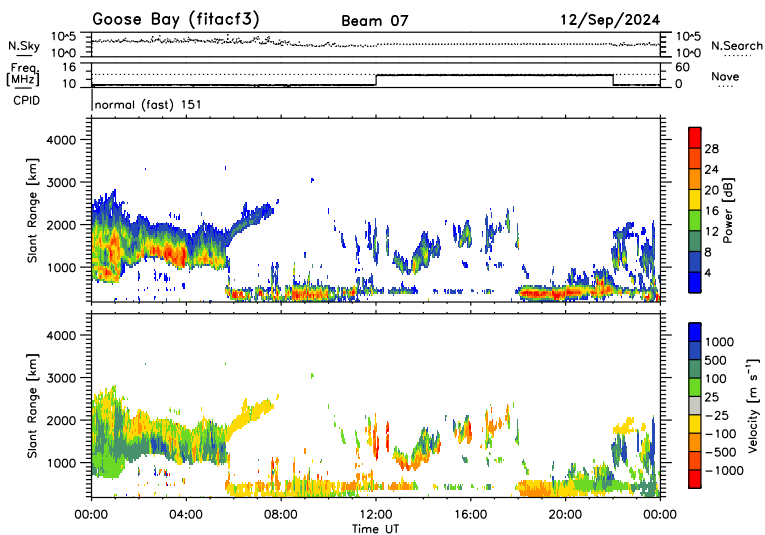 Goose Bay (fitacf3)
Beam 07
12/Sep/2024
N.Sky
10^5
10^0
10^5
10^0
N.Search
Freq.
[MHz]
16
10
60
0
Nave
CPID
normal (fast) 151
Slant Range [km]
4000
3000
2000
1000
28
24
20
16
12
8
4
Power [dB]
Slant Range [km]
4000
3000
2000
1000
1000
500
100
25
-25
-100
-500
-1000
Velocity [m s⁻¹]
00:00 04:00 08:00 12:00 16:00 20:00 00:00
Time UT